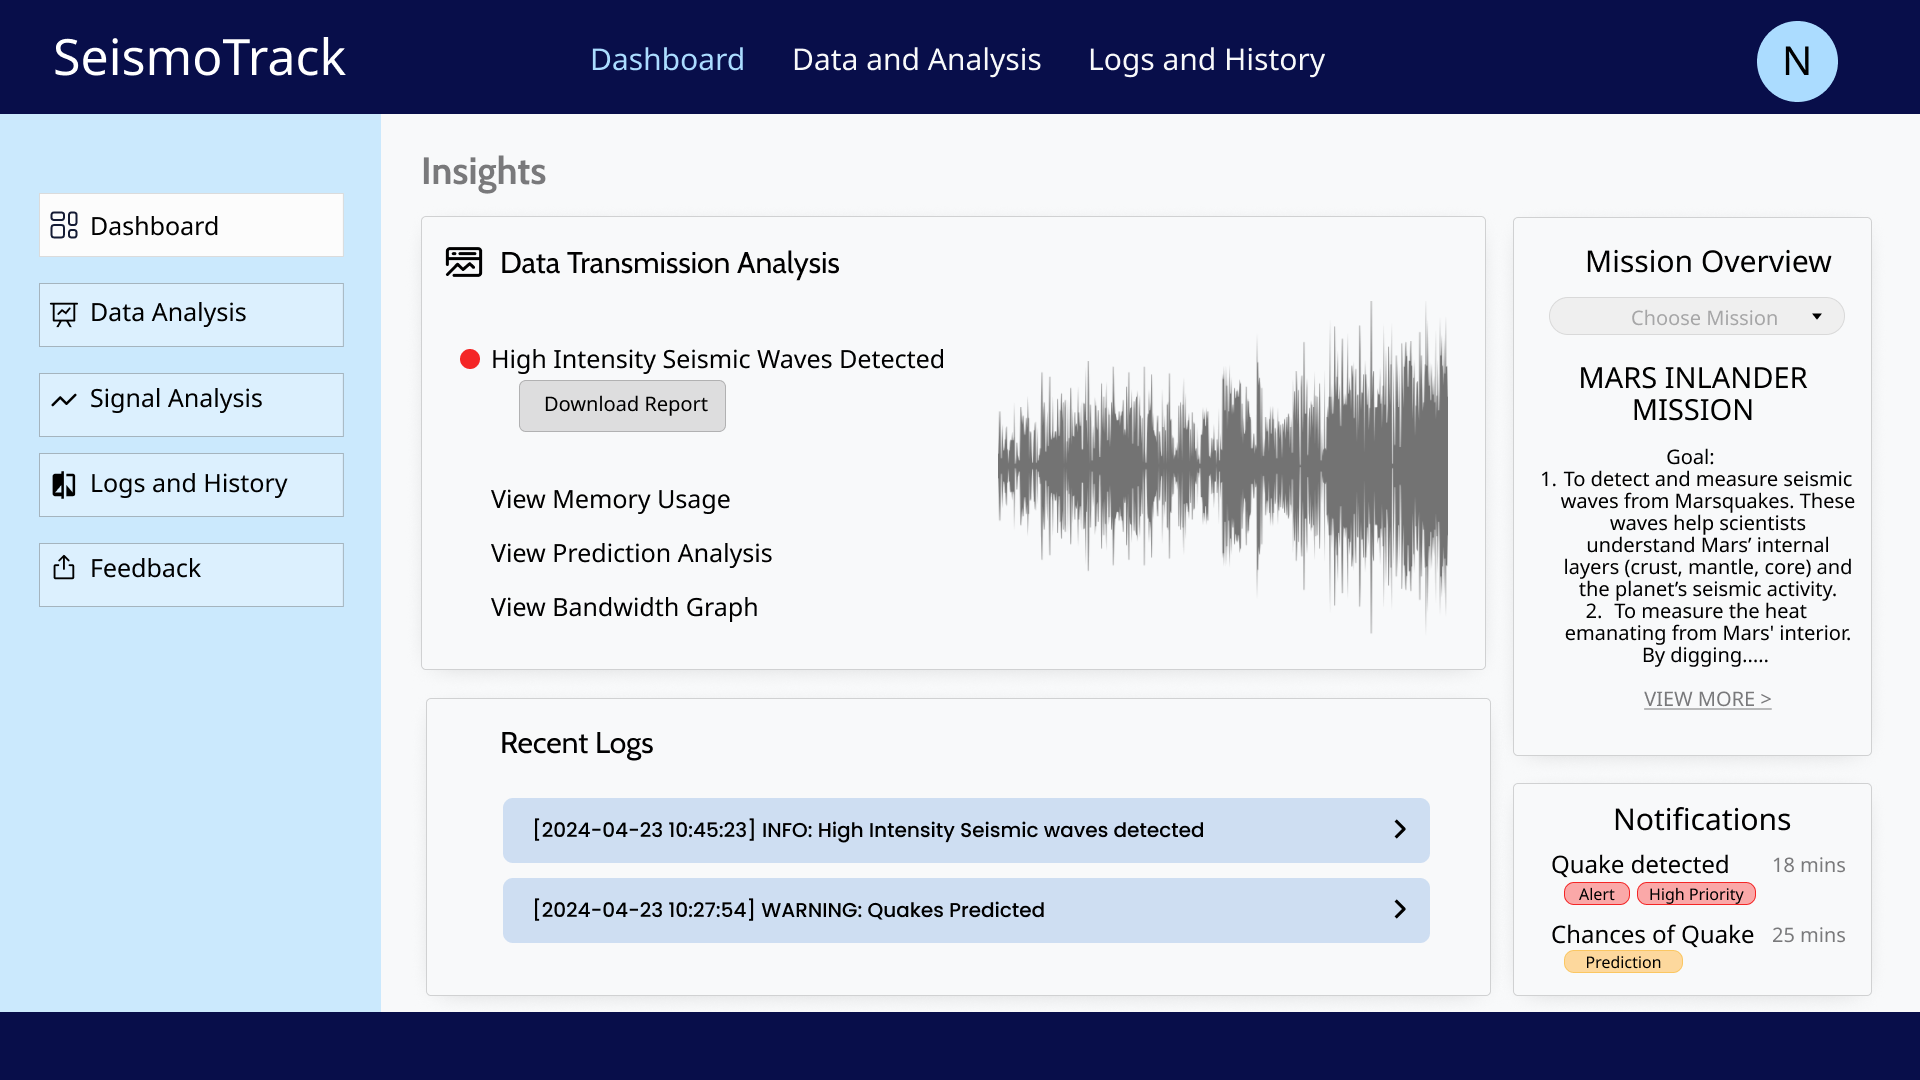 SeismoTrack
Dashboard
Data and Analysis
Logs and History
N
Dashboard
Data Analysis
Signal Analysis
Logs and History
Feedback
Insights
Data Transmission Analysis
High Intensity Seismic Waves Detected
Download Report
View Memory Usage
View Prediction Analysis
View Bandwidth Graph
Recent Logs
[2024-04-23 10:45:23] INFO: High Intensity Seismic waves detected
[2024-04-23 10:27:54] WARNING: Quakes Predicted
Mission Overview
Choose Mission
MARS INLANDER
MISSION
Goal:
1. To detect and measure seismic
waves from Marsquakes. These
waves help scientists
understand Mars’ internal
layers (crust, mantle, core) and
the planet’s seismic activity.
2. To measure the heat
emanating from Mars' interior.
By digging.....
VIEW MORE >
Notifications
Quake detected 18 mins
Alert High Priority
Chances of Quake 25 mins
Prediction